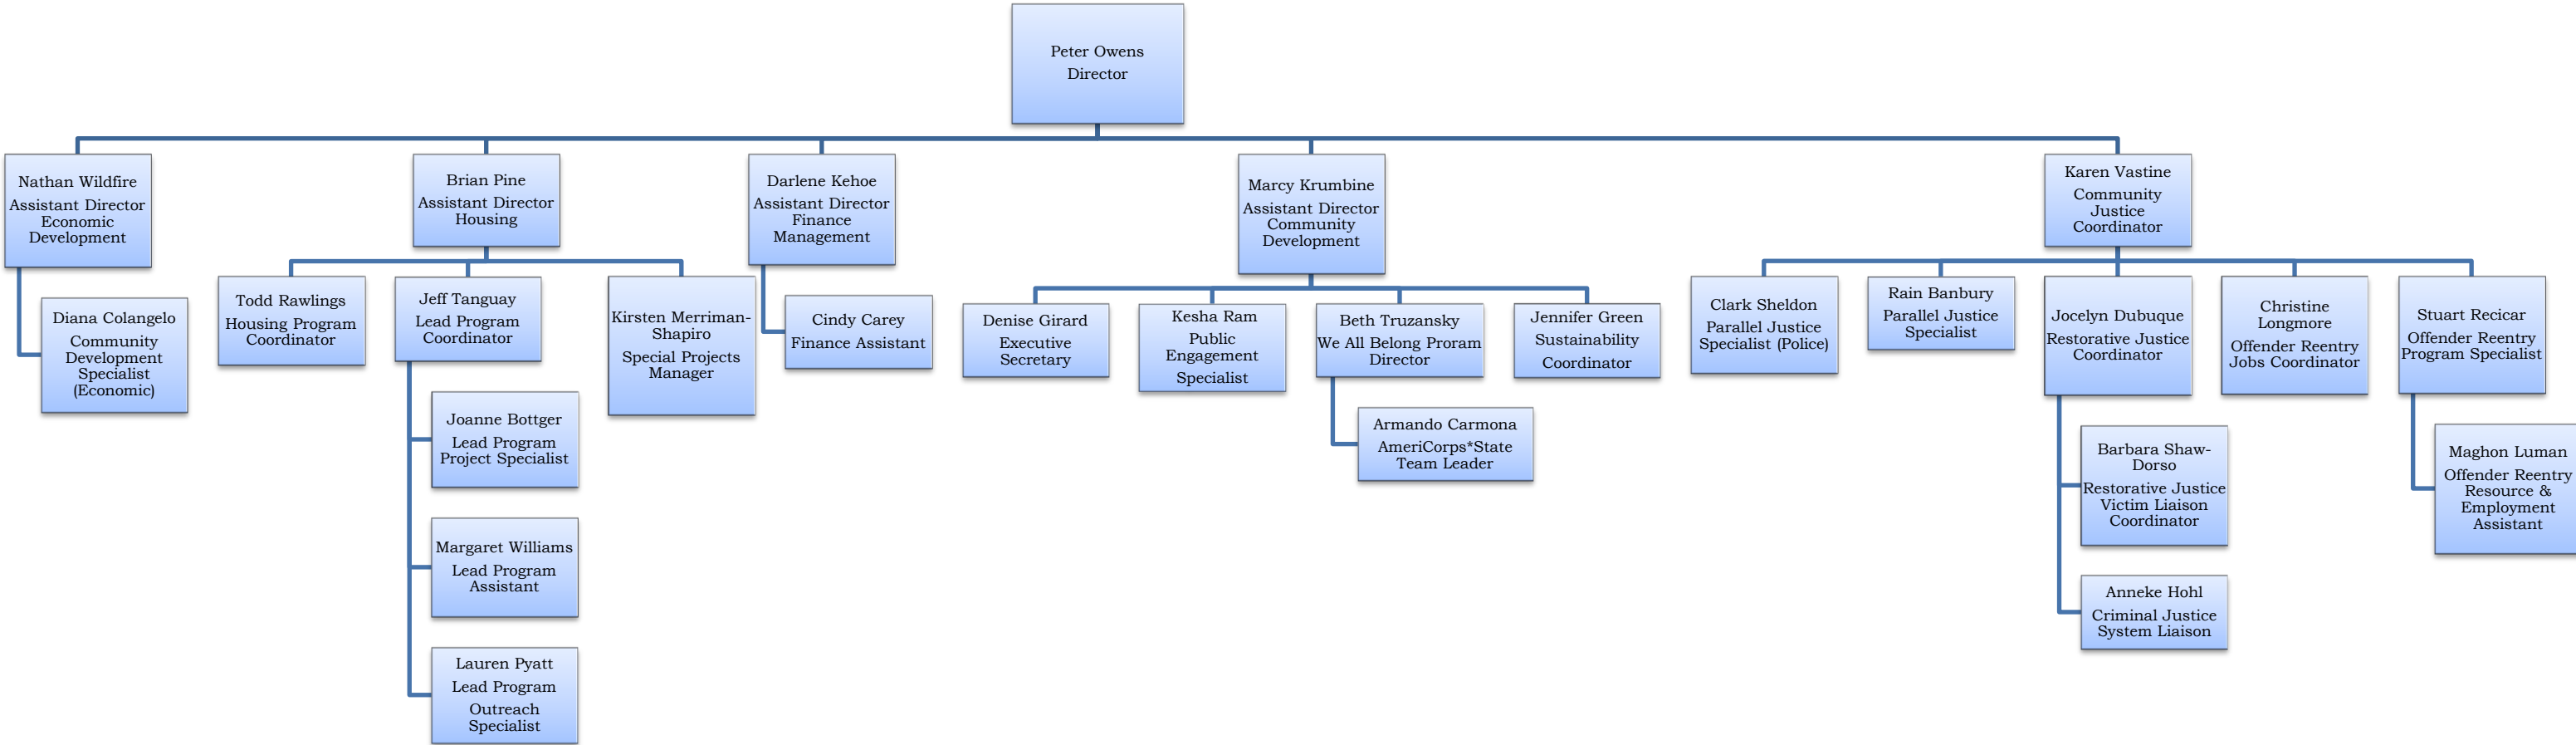 Peter Owens
Director
Nathan Wildfire
Assistant Director
Economic
Development
Brian Pine
Assistant Director
Housing
Darlene Kehoe
Assistant Director
Finance
Management
Marcy Krumbine
Assistant Director
Community
Development
Karen Vastine
Community
Justice
Coordinator
Diana Colangelo
Community
Development
Specialist
(Economic)
Todd Rawlings
Housing Program
Coordinator
Jeff Tanguay
Lead Program
Coordinator
Joanne Bottger
Lead Program
Project Specialist
Margaret Williams
Lead Program
Assistant
Lauren Pyatt
Lead Program
Outreach
Specialist
Kirsten Merriman-
Shapiro
Special Projects
Manager
Cindy Carey
Finance Assistant
Denise Girard
Executive
Secretary
Kesha Ram
Public
Engagement
Specialist
Beth Truzansky
We All Belong Proram
Director
Armando Carmona
AmeriCorps*State
Team Leader
Jennifer Green
Sustainability
Coordinator
Clark Sheldon
Parallel Justice
Specialist (Police)
Rain Banbury
Parallel Justice
Specialist
Jocelyn Dubuque
Restorative Justice
Coordinator
Barbara Shaw-
Dorso
Restorative Justice
Victim Liaison
Coordinator
Anneke Hohl
Criminal Justice
System Liaison
Christine
Longmore
Offender Reentry
Jobs Coordinator
Stuart Recicar
Offender Reentry
Program Specialist
Maghon Luman
Offender Reentry
Resource &
Employment
Assistant